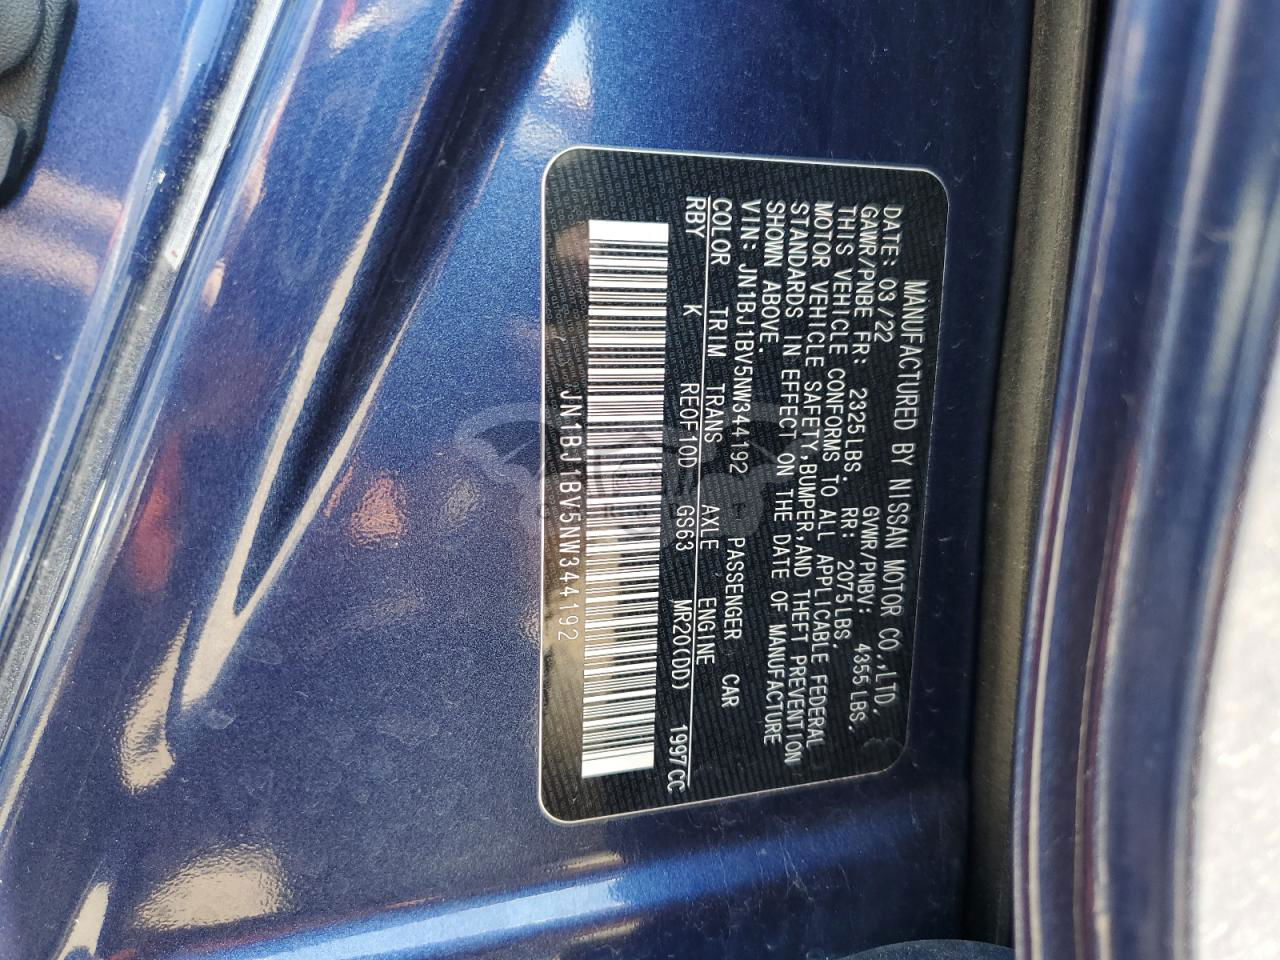 MANUFACTURED BY NISSAN MOTOR CO.,LTD.
DATE: 03/22 GVWR/PNBV: 4355 LBS.
GAWR/PNBE FR: 2325 LBS. RR: 2075 LBS.
THIS VEHICLE CONFORMS TO ALL APPLICABLE FEDERAL
MOTOR VEHICLE SAFETY,BUMPER,AND THEFT PREVENTION
STANDARDS IN EFFECT ON THE DATE OF MANUFACTURE
SHOWN ABOVE.
VIN: JN1BJ1BV5NW344192 PASSENGER CAR
COLOR TRIM TRANS AXLE ENGINE
RBY K RE0F10D GS63 MR20(DD) 1997CC
JN1BJ1BV5NW344192